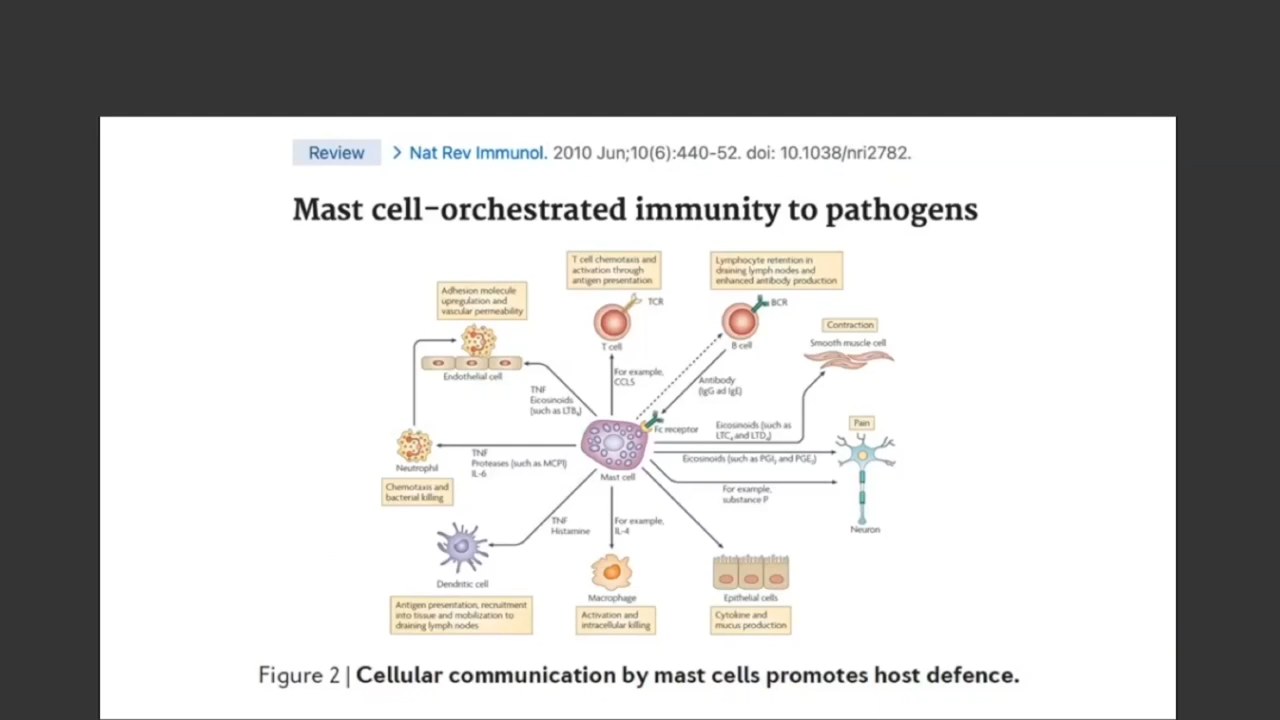 Review > Nat Rev Immunol. 2010 Jun;10(6):440-52. doi: 10.1038/nri2782.
Mast cell-orchestrated immunity to pathogens
T cell chemotaxis and
activation through
antigen presentation
Lymphocyte retention in
draining lymph nodes and
enhanced antibody production
Adhesion molecule
upregulation and
vascular permeability
TCR
BCR
Contraction
T cell
B cell
Smooth muscle cell
Endothelial cell
For example,
CCL5
Antibody
(IgG ad IgE)
TNF
Eicosinoids
(such as LTB₄)
Fc receptor
Eicosinoids (such as
LTC₄ and LTD₄)
Pain
Neutrophil
TNF
Proteases (such as MCPI)
IL-6
Eicosinoids (such as PGI₂ and PGE₂)
Mast cell
Chemotaxis and
bacterial killing
For example,
substance P
TNF
Histamine
For example,
IL-4
Neuron
Dendritic cell
Macrophage
Epithelial cells
Antigen presentation, recruitment
into tissue and mobilization to
draining lymph nodes
Activation and
intracellular killing
Cytokine and
mucus production
Figure 2 | Cellular communication by mast cells promotes host defence.